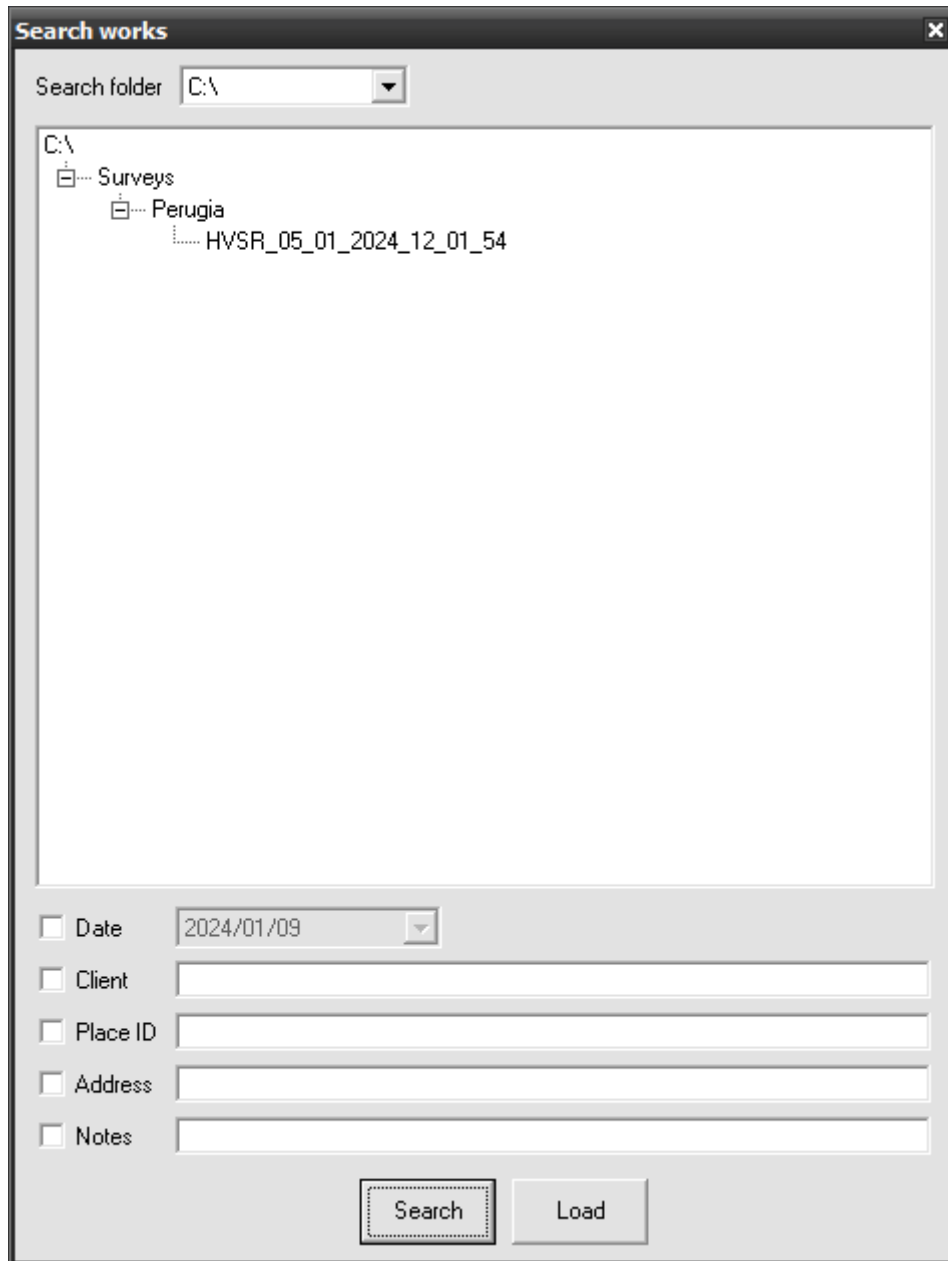 Search works
Search folder C:\
C:\
Surveys
Perugia
HVSR_05_01_2024_12_01_54
Date 2024/01/09
Client
Place ID
Address
Notes
Search Load